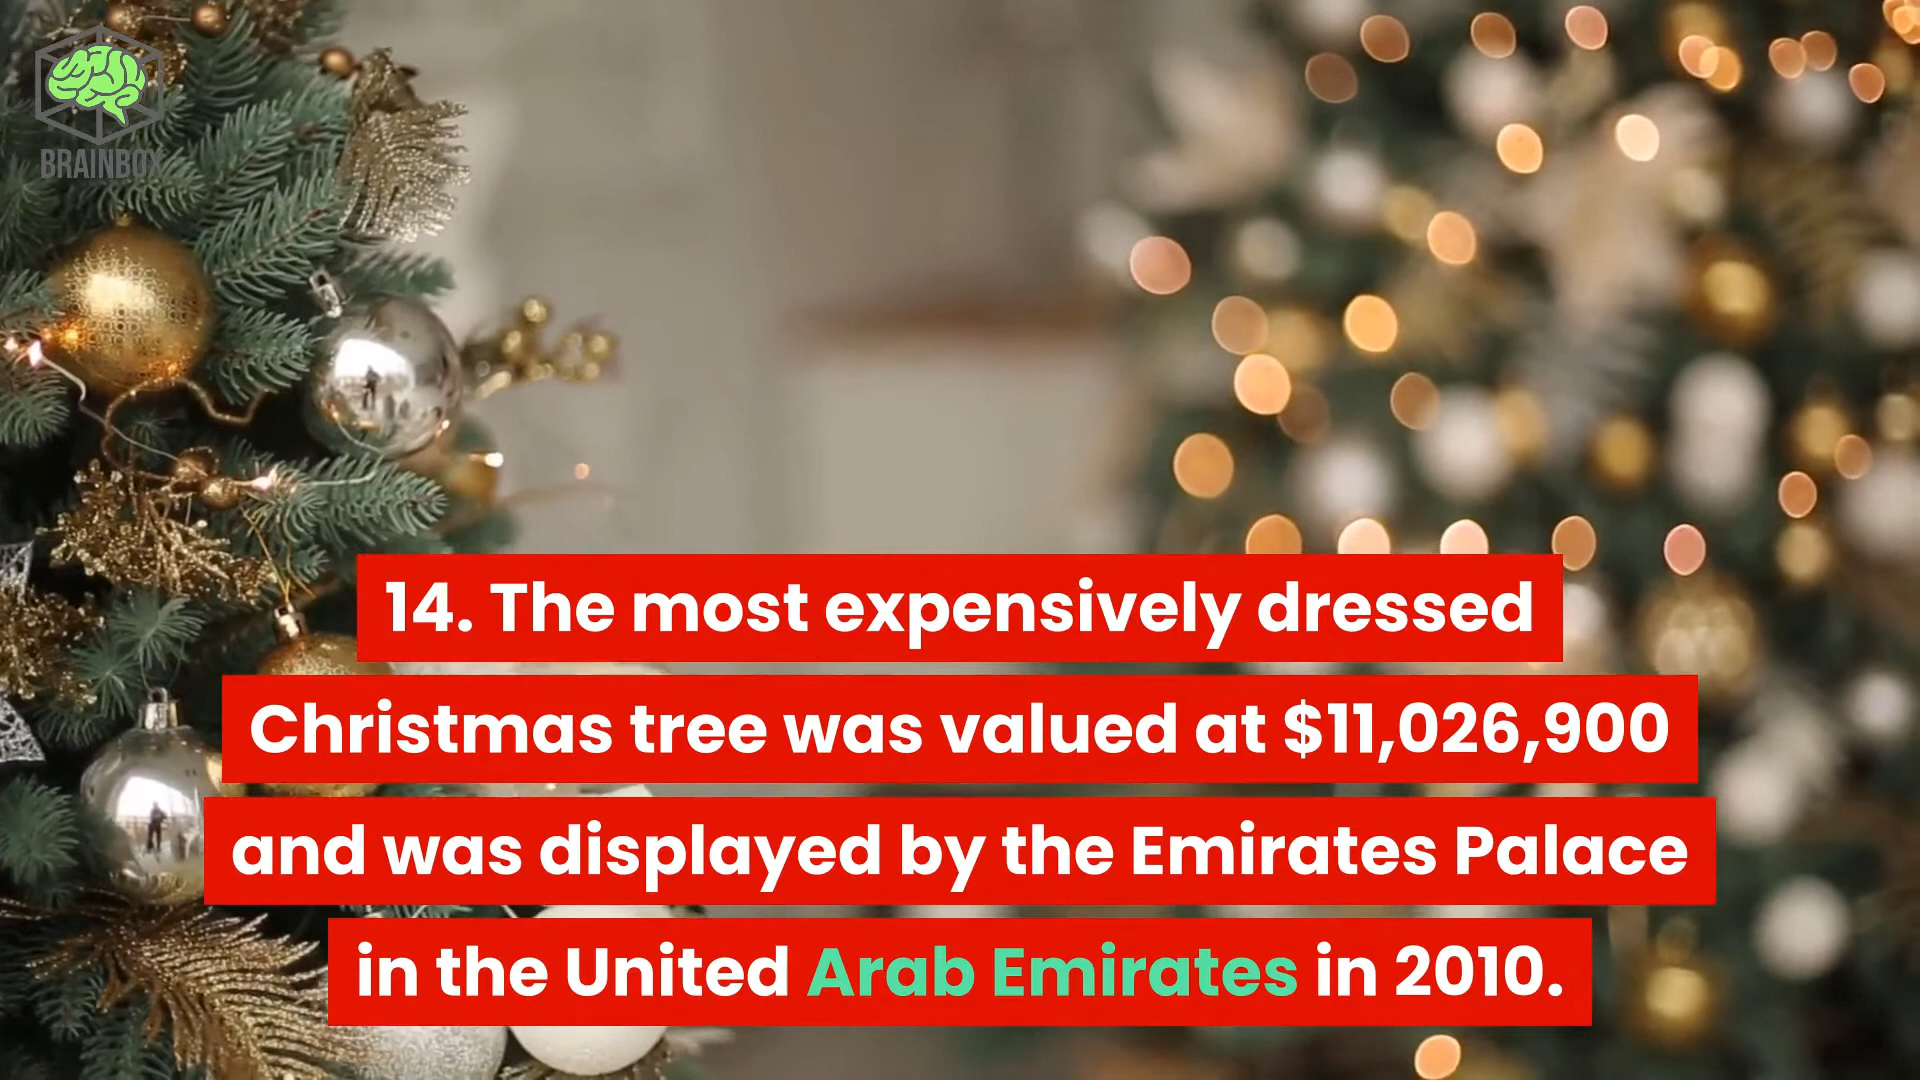 BRAINBOX
14. The most expensively dressed
Christmas tree was valued at $11,026,900
and was displayed by the Emirates Palace
in the United Arab Emirates in 2010.